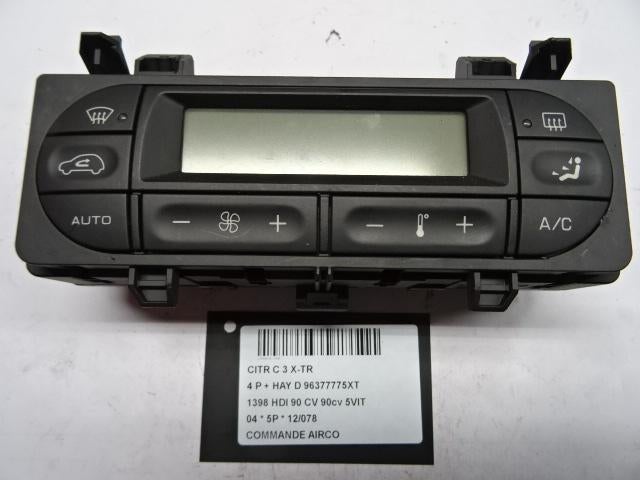 AUTO
− +
− ° +
A/C
CITR C 3 X-TR
4 P + HAY D 96377775XT
1398 HDI 90 CV 90cv 5VIT
04 * 5P * 12/078
COMMANDE AIRCO